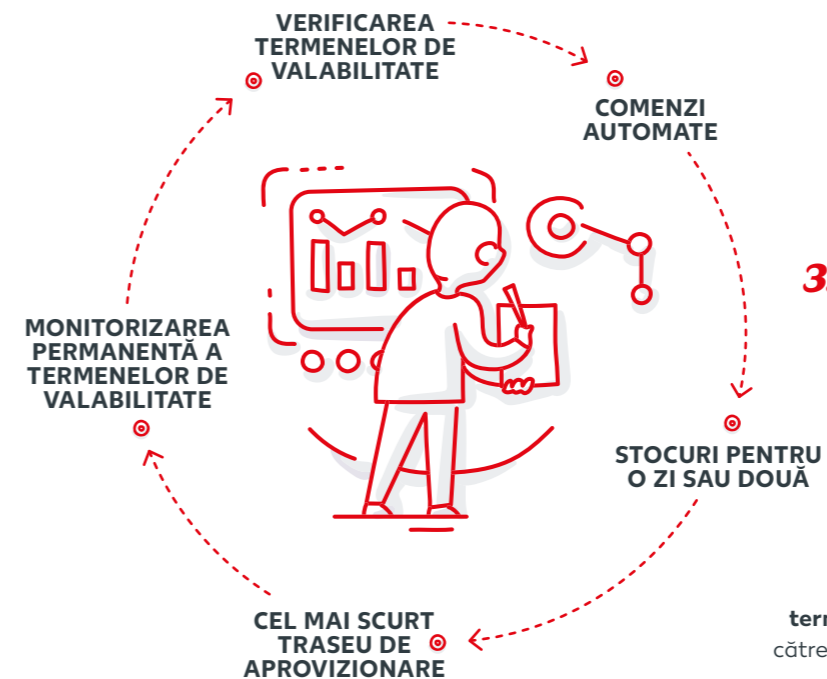 VERIFICAREA
TERMENELOR DE
VALABILITATE
COMENZI
AUTOMATE
STOCURI PENTRU
O ZI SAU DOUĂ
CEL MAI SCURT
TRASEU DE
APROVIZIONARE
MONITORIZAREA
PERMANENTĂ A
TERMENELOR DE
VALABILITATE
3
către